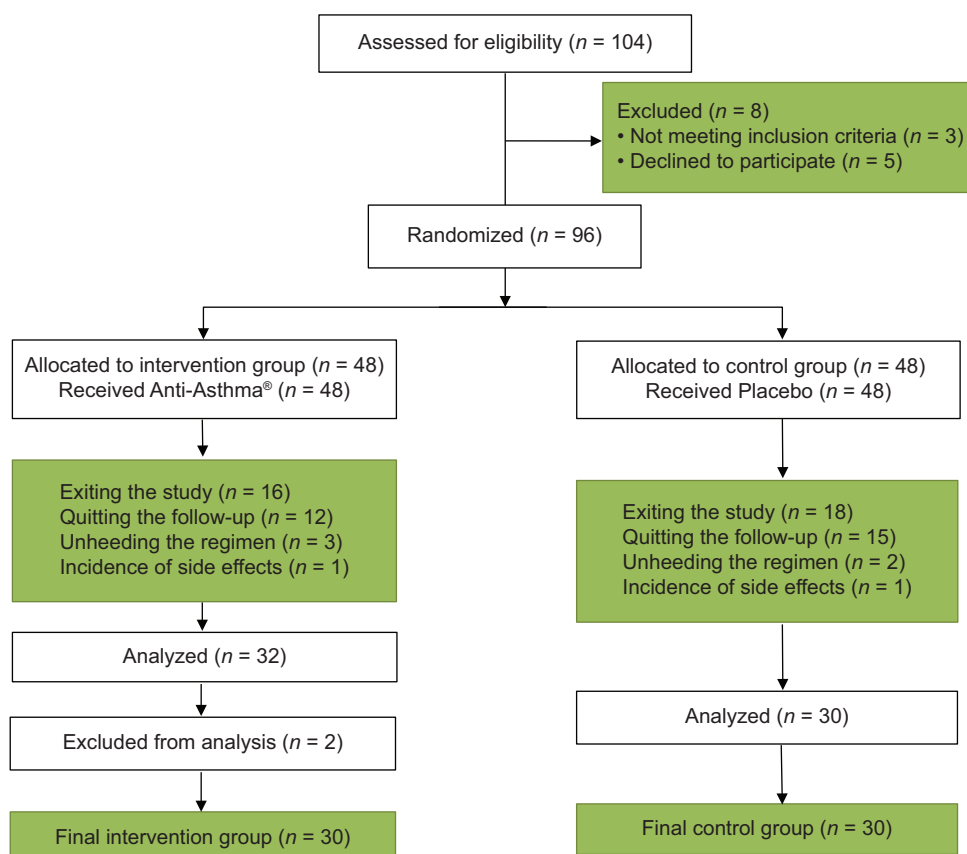 Assessed for eligibility (n = 104)
Excluded (n = 8)
• Not meeting inclusion criteria (n = 3)
• Declined to participate (n = 5)
Randomized (n = 96)
Allocated to intervention group (n = 48)
Received Anti-Asthma® (n = 48)
Allocated to control group (n = 48)
Received Placebo (n = 48)
Exiting the study (n = 16)
Quitting the follow-up (n = 12)
Unheeding the regimen (n = 3)
Incidence of side effects (n = 1)
Exiting the study (n = 18)
Quitting the follow-up (n = 15)
Unheeding the regimen (n = 2)
Incidence of side effects (n = 1)
Analyzed (n = 32)
Analyzed (n = 30)
Excluded from analysis (n = 2)
Final intervention group (n = 30)
Final control group (n = 30)